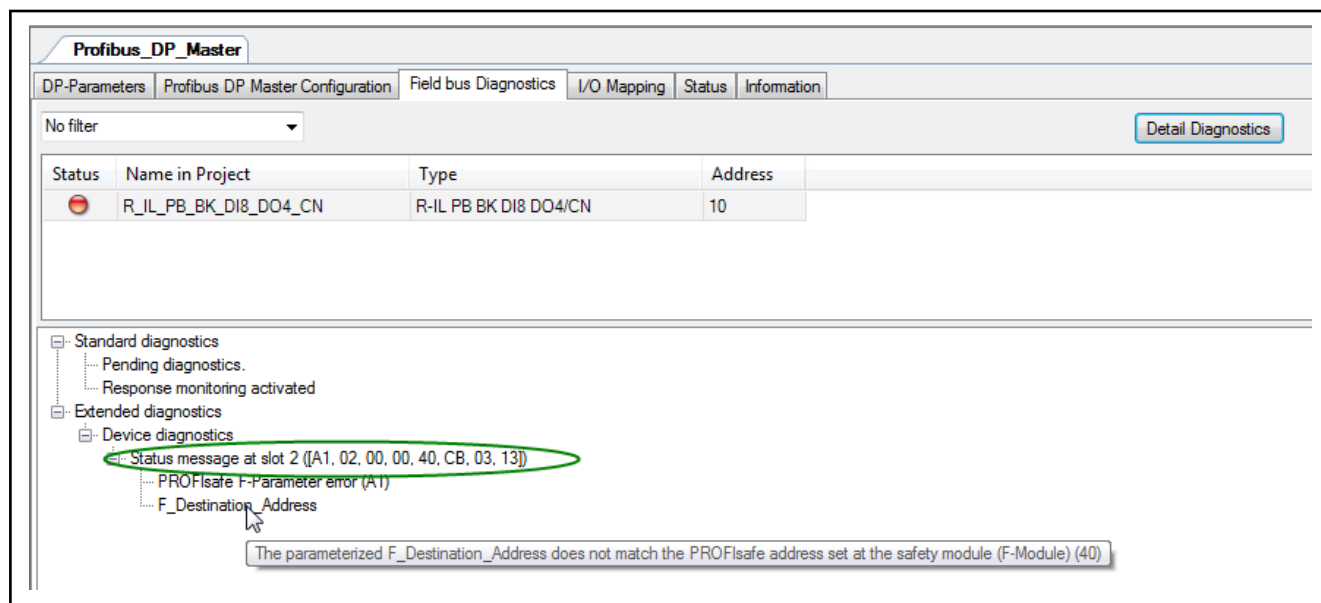 Profibus_DP_Master
DP-Parameters Profibus DP Master Configuration Field bus Diagnostics I/O Mapping Status Information
No filter Detail Diagnostics
Status Name in Project Type Address
R_IL_PB_BK_DI8_DO4_CN R-IL PB BK DI8 DO4/CN 10
Standard diagnostics
Pending diagnostics.
Response monitoring activated
Extended diagnostics
Device diagnostics
Status message at slot 2 ([A1, 02, 00, 00, 40, CB, 03, 13])
PROFIsafe F-Parameter error (A1)
F_Destination_Address
The parameterized F_Destination_Address does not match the PROFIsafe address set at the safety module (F-Module) (40)